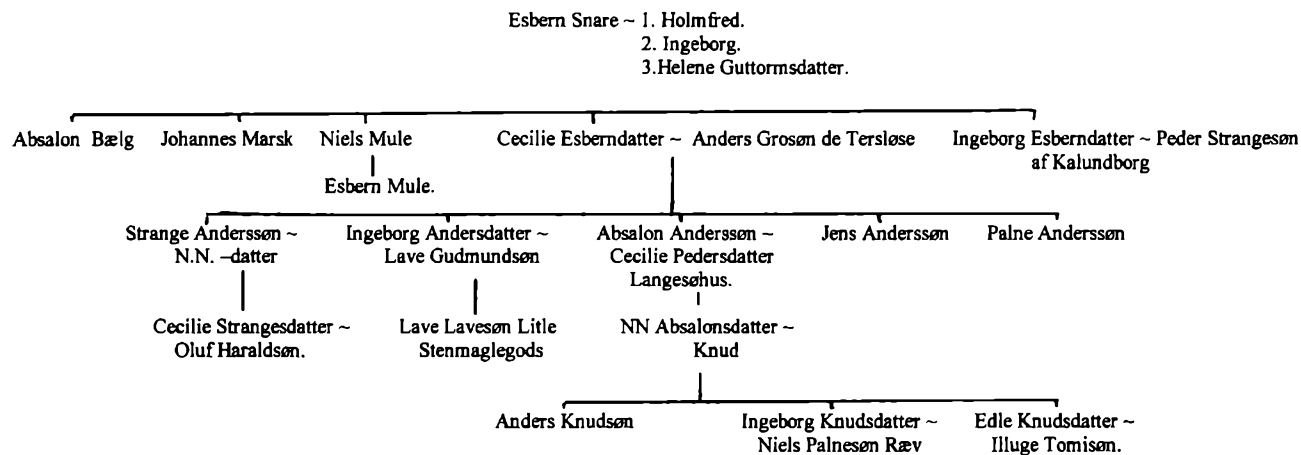 Esbern Snare ~ 1. Holmfred.
2. Ingeborg.
3.Helene Guttormsdatter.
Absalon Bælg
Johannes Marsk
Niels Mule
Cecilie Esberndatter ~ Anders Grosøn de Tersløse
Ingeborg Esberndatter ~ Peder Strangesøn
af Kalundborg
Esbern Mule.
Strange Anderssøn ~
N.N. –datter
Ingeborg Andersdatter ~
Lave Gudmundsøn
Absalon Anderssøn ~
Cecilie Pedersdatter
Langesøhus.
Jens Anderssøn
Palne Anderssøn
Cecilie Strangesdatter ~
Oluf Haraldsøn.
Lave Lavesøn Litle
Stenmaglegods
NN Absalonsdatter ~
Knud
Anders Knudsøn
Ingeborg Knudsdatter ~
Niels Palnesøn Ræv
Edle Knudsdatter ~
Illuge Tomisøn.